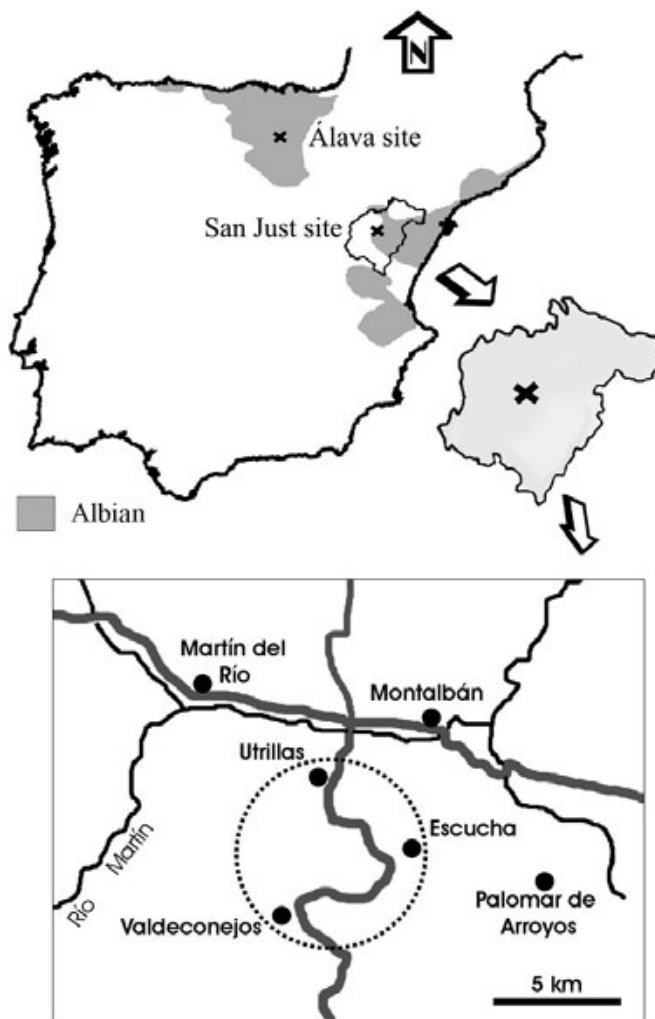 N
Álava site
San Just site
Albian
Martín del
Río
Montalbán
Utrillas
Escucha
Río Martín
Valdeconejos
Palomar de
Arroyos
5 km